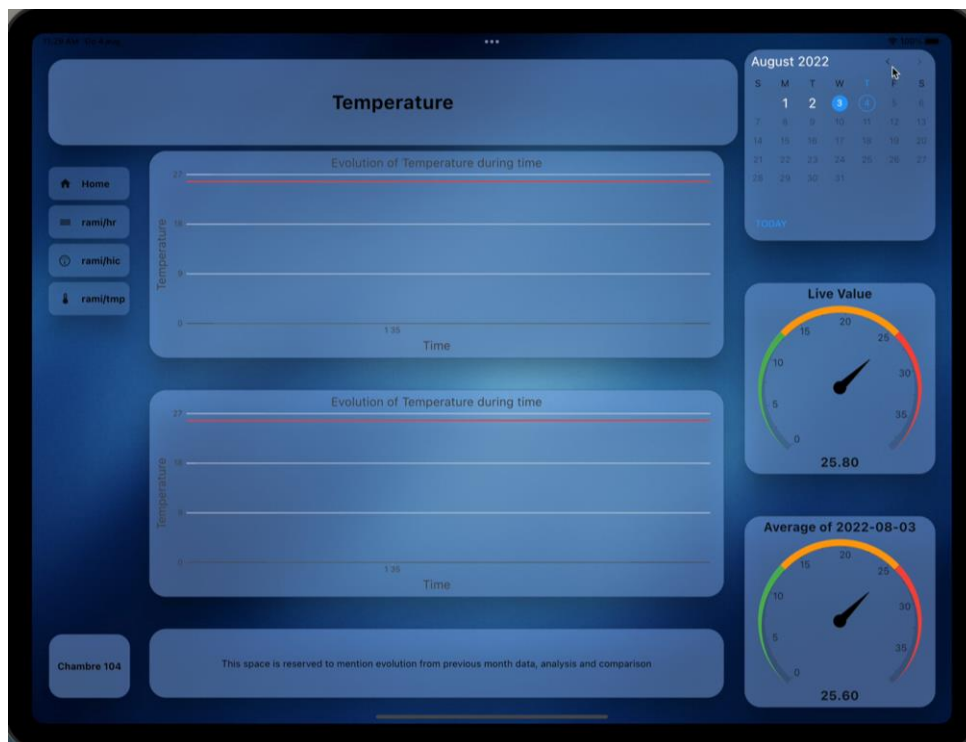 Temperature
Home
rami/hr
rami/hic
rami/tmp
Chambre 104
Evolution of Temperature during time
Temperature
27
18
9
0
1:35
Time
Evolution of Temperature during time
Temperature
27
18
9
0
1:35
Time
This space is reserved to mention evolution from previous month data, analysis and comparison
August 2022
S M T W T F S
1 2 3 4 5 6
7 8 9 10 11 12 13
14 15 16 17 18 19 20
21 22 23 24 25 26 27
28 29 30 31
TODAY
Live Value
0 5 10 15 20 25 30 35
25.80
Average of 2022-08-03
0 5 10 15 20 25 30 35
25.60